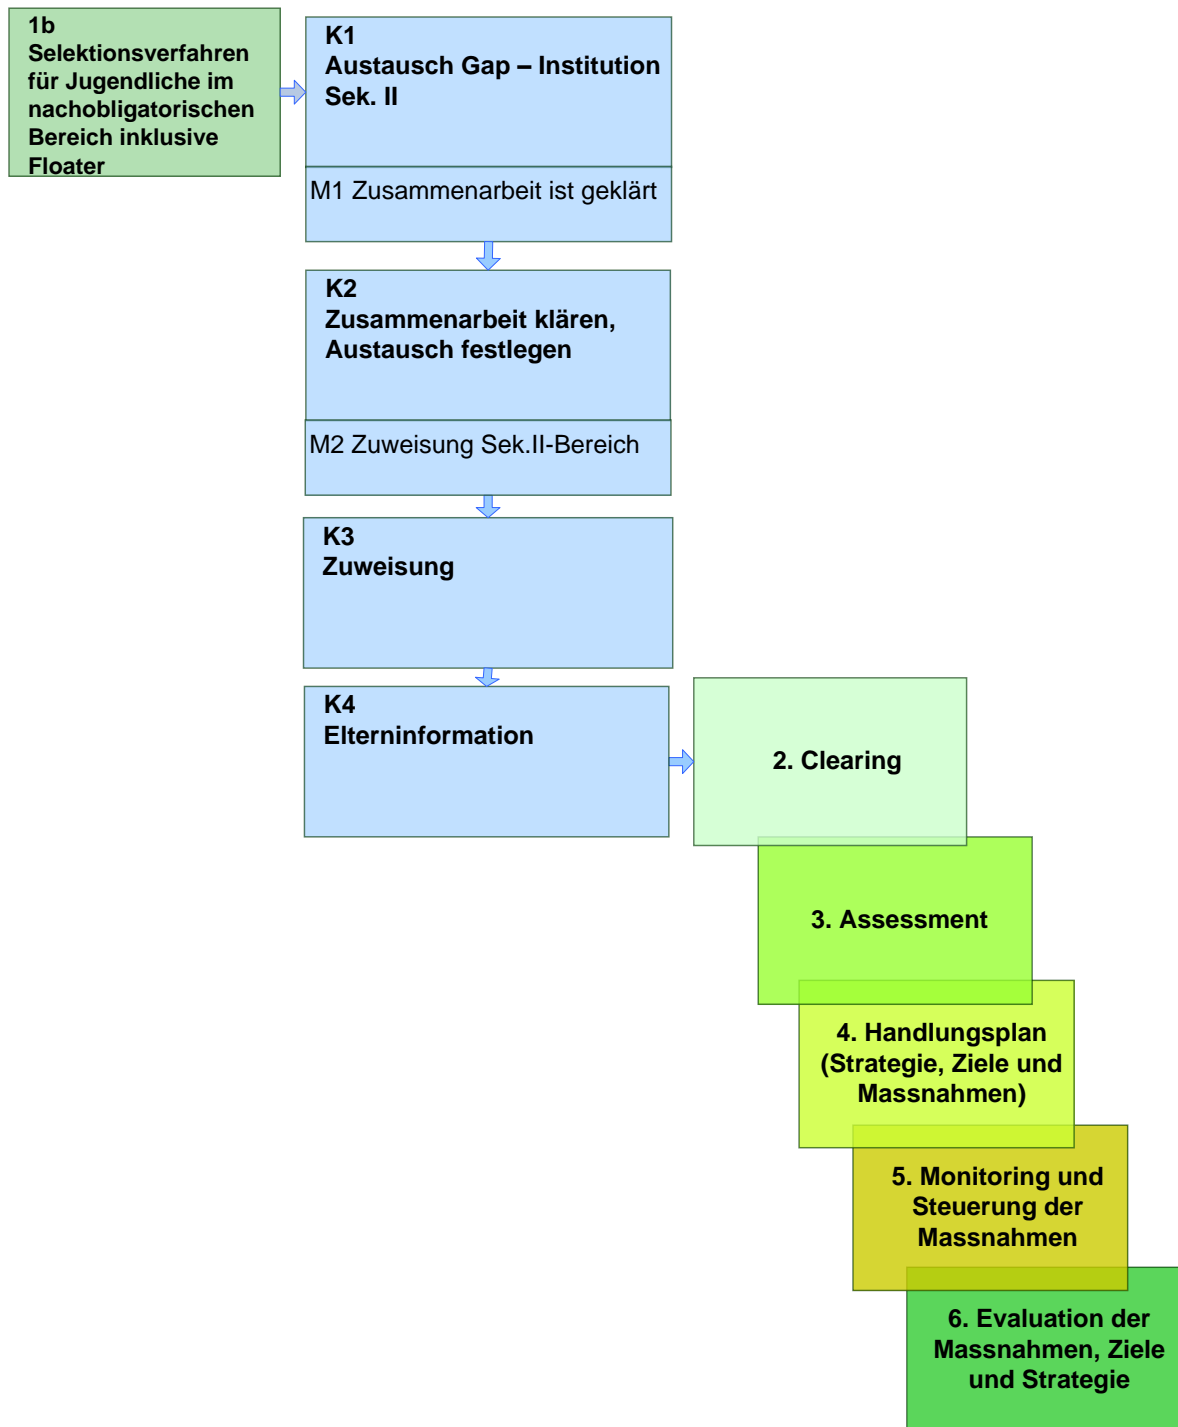 1b
Selektionsverfahren
für Jugendliche im
nachobligatorischen
Bereich inklusive
Floater
K1
Austausch Gap – Institution
Sek. II
M1 Zusammenarbeit ist geklärt
K2
Zusammenarbeit klären,
Austausch festlegen
M2 Zuweisung Sek.II-Bereich
K3
Zuweisung
K4
Elterninformation
2. Clearing
3. Assessment
4. Handlungsplan
(Strategie, Ziele und
Massnahmen)
5. Monitoring und
Steuerung der
Massnahmen
6. Evaluation der
Massnahmen, Ziele
und Strategie